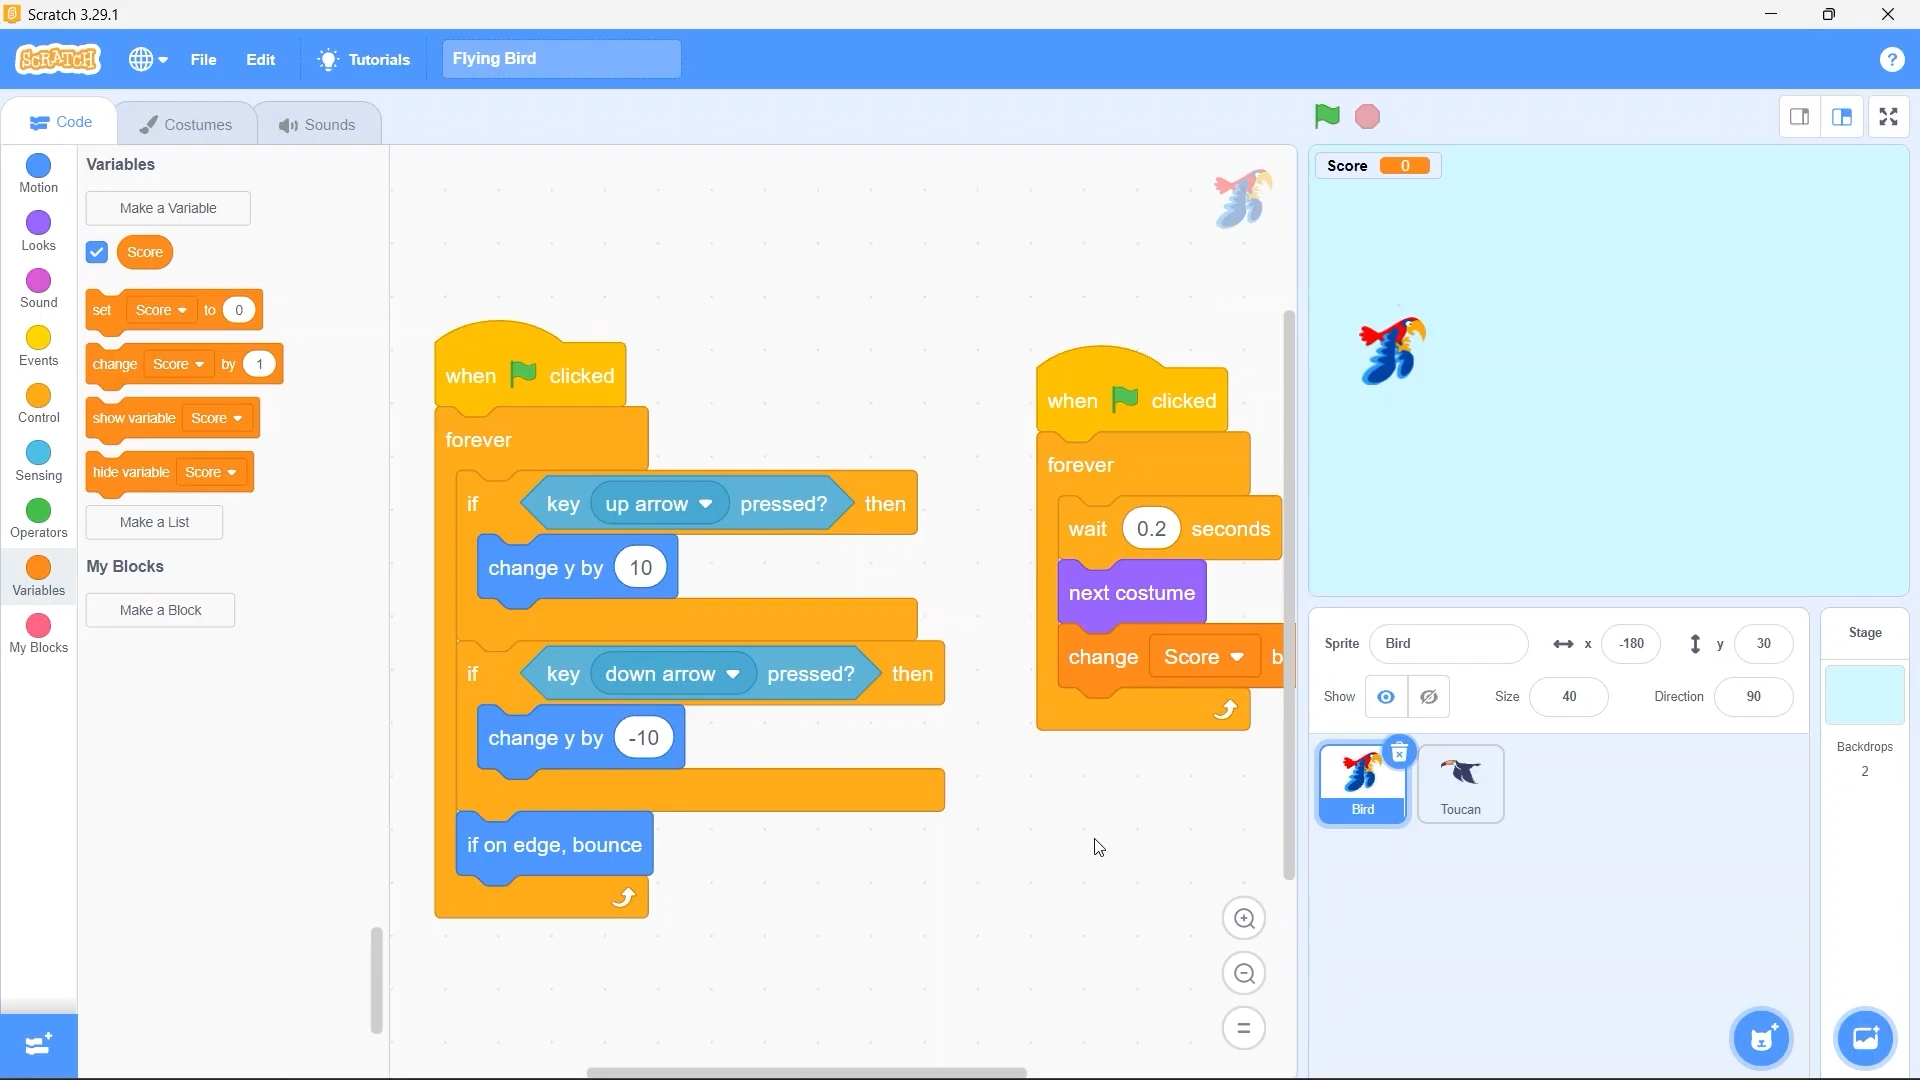 Scratch 3.29.1
SCRATCH
File
Edit
Tutorials
Flying Bird
?
Code
Costumes
Sounds
Motion
Looks
Sound
Events
Control
Sensing
Operators
Variables
My Blocks
Variables
Make a Variable
Score
set Score to 0
change Score by 1
show variable Score
hide variable Score
Make a List
My Blocks
Make a Block
when clicked
forever
if key up arrow pressed? then
change y by 10
if key down arrow pressed? then
change y by -10
if on edge, bounce
when clicked
forever
wait 0.2 seconds
next costume
change Score b
Score 0
Sprite Bird x -180 y 30
Show Size 40 Direction 90
Bird
Toucan
Stage
Backdrops
2